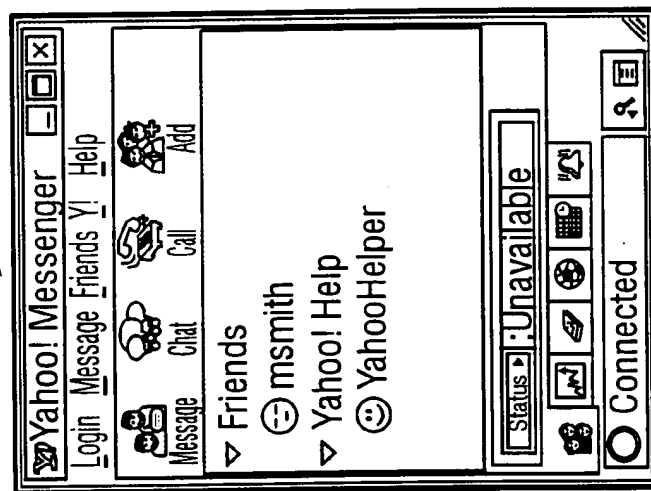 Yahoo! Messenger
Login Message Friends Y! Help
Message Chat Call Add
Friends
msmith
Yahoo! Help
YahooHelper
Status :Unavailable
Connected